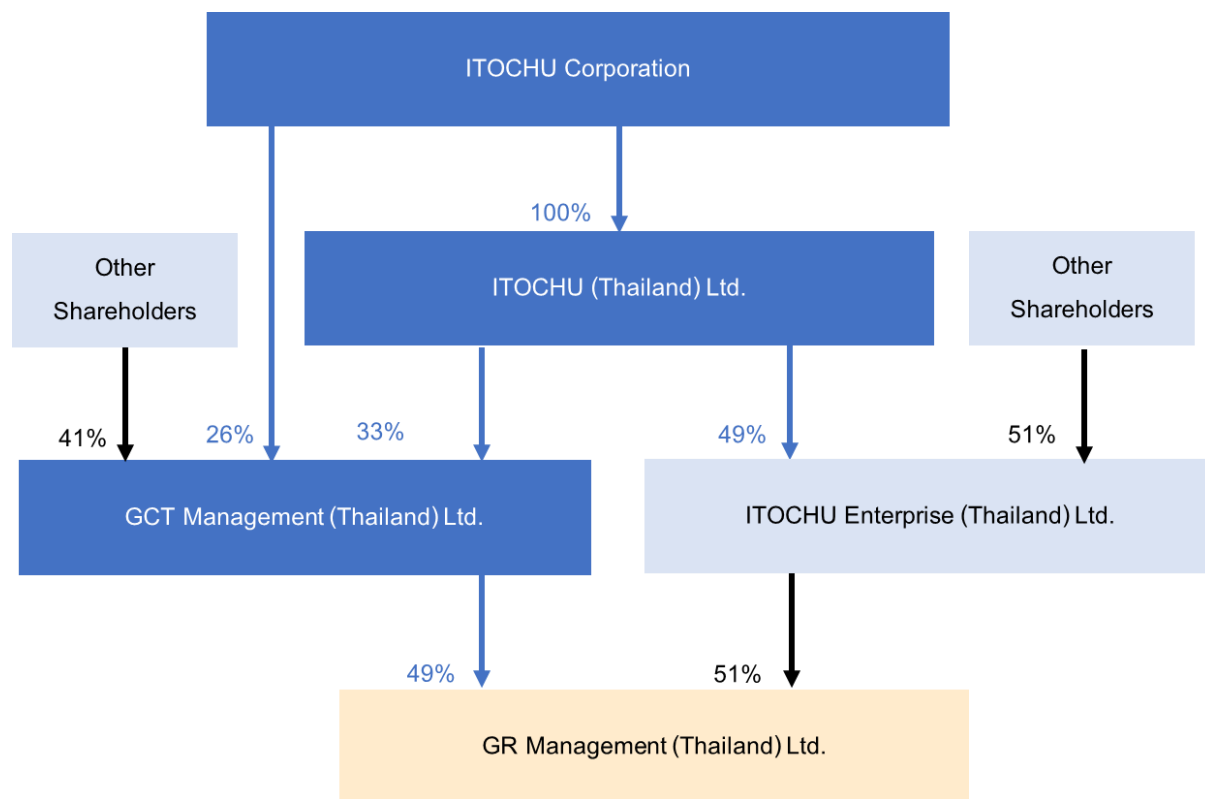 ITOCHU Corporation
100%
Other
Shareholders
ITOCHU (Thailand) Ltd.
Other
Shareholders
41%
26%
33%
49%
51%
GCT Management (Thailand) Ltd.
ITOCHU Enterprise (Thailand) Ltd.
49%
51%
GR Management (Thailand) Ltd.